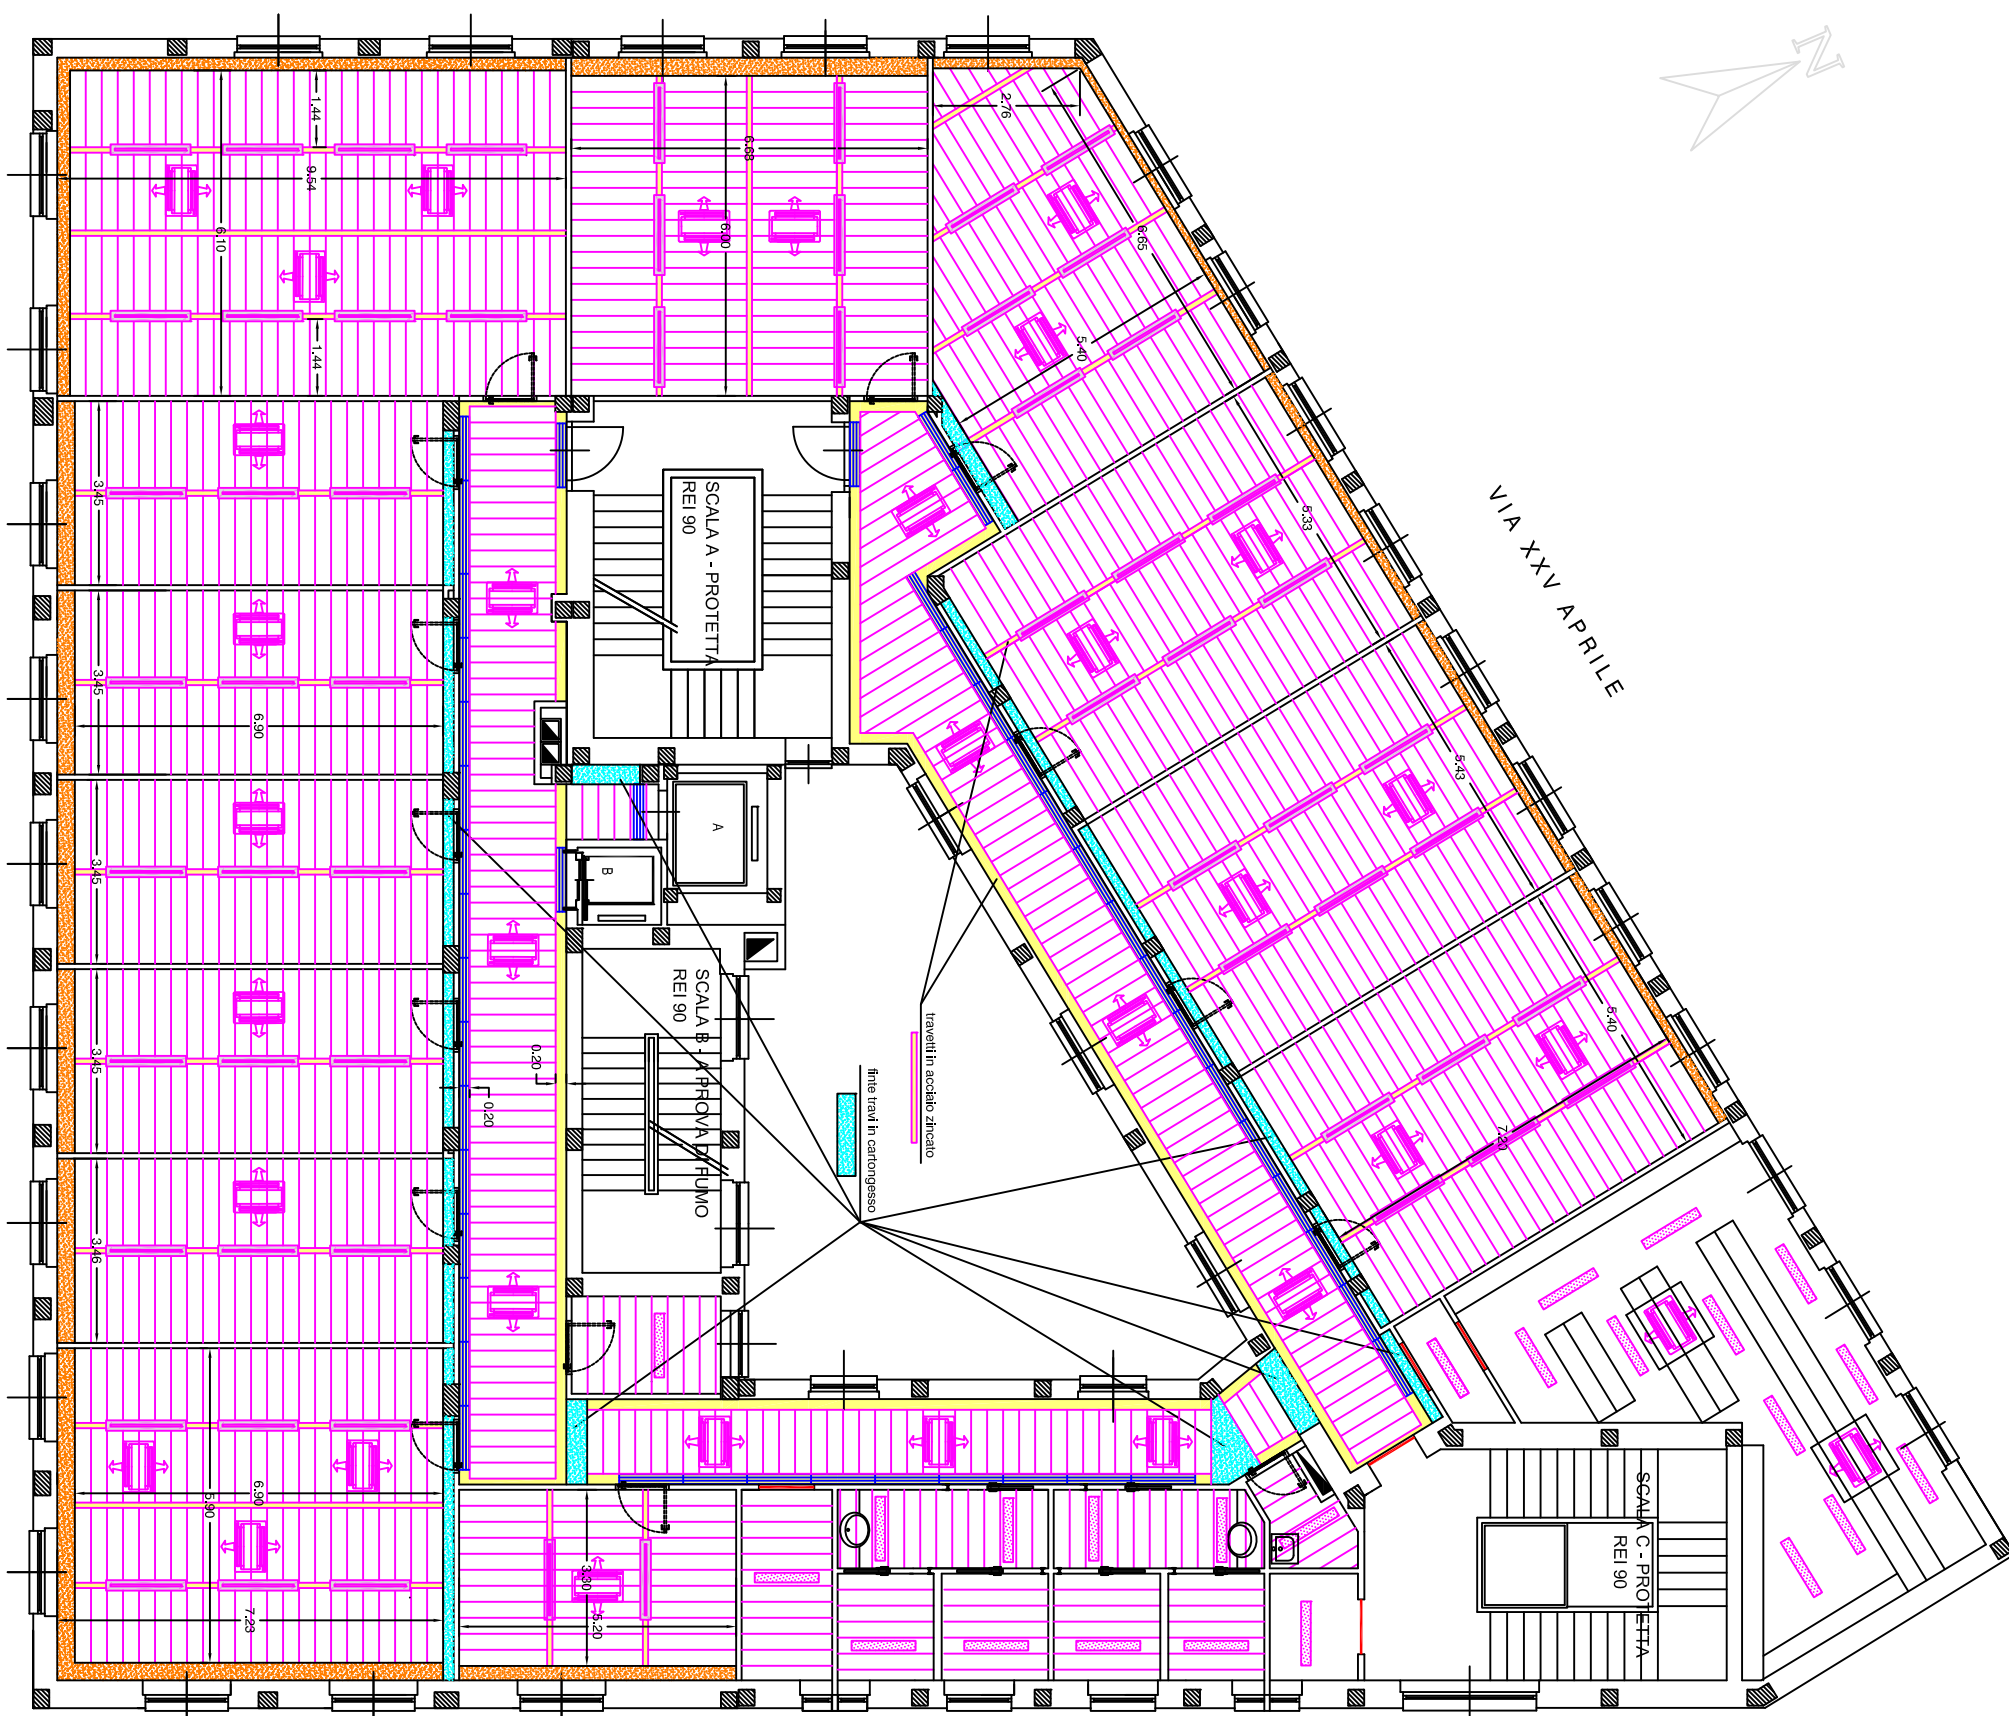 N
VIA XXV APRILE
SCALA A - PROTETTA
REI 90
SCALA B - A PROVA DI FUMO
REI 90
SCALA C - PROTETTA
REI 90
A
B
travetti in acciaio zincato
finte travi in cartongesso
1.44
9.54
6.10
1.44
6.68
6.00
2.76
6.65
5.40
5.33
5.43
5.40
7.20
3.45
3.45
6.90
3.45
3.45
3.46
0.20
0.20
6.90
5.90
7.23
3.30
5.20